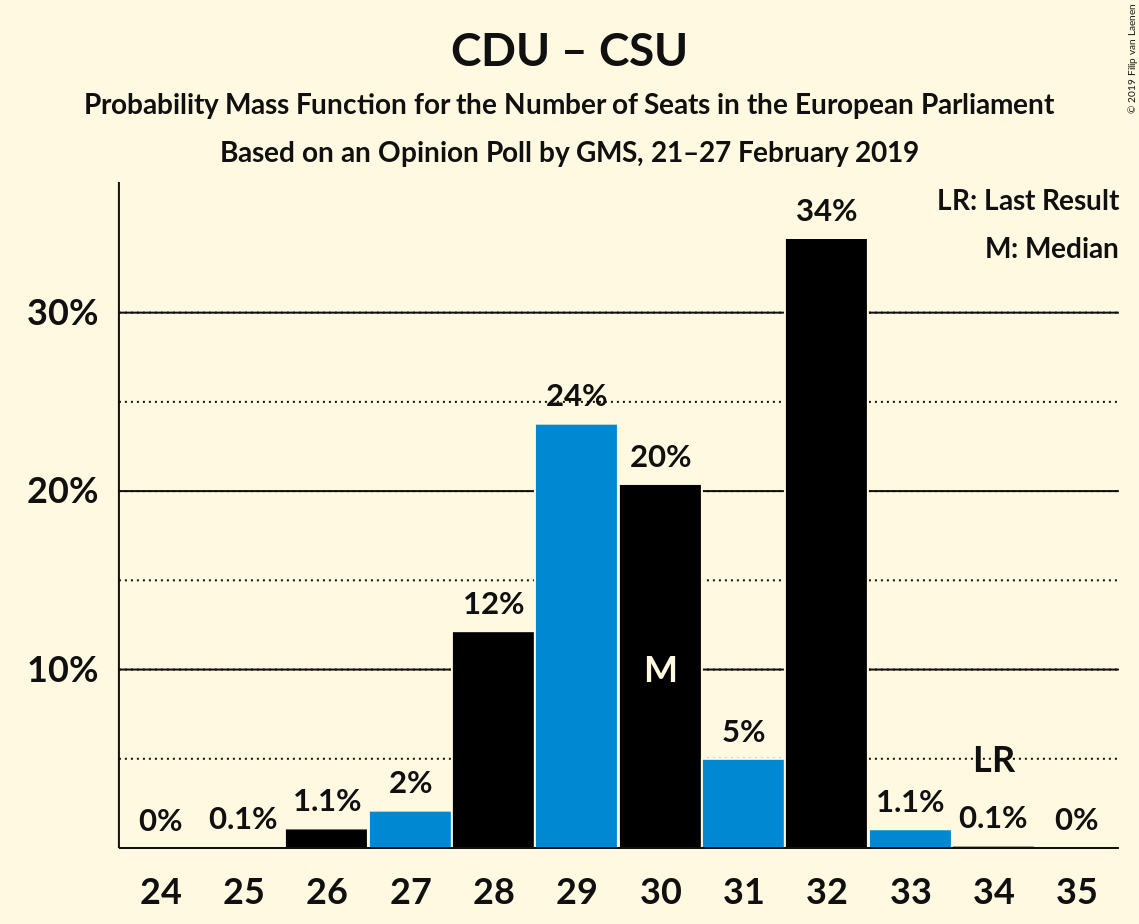 CDU – CSU
Probability Mass Function for the Number of Seats in the European Parliament
Based on an Opinion Poll by GMS, 21–27 February 2019
© 2019 Filip van Laenen
LR: Last Result
M: Median
34%
30%
24%
20%
20%
12%
10%
M
5%
LR
2%
1.1%
1.1%
0%
0.1%
0.1%
0%
24 25 26 27 28 29 30 31 32 33 34 35